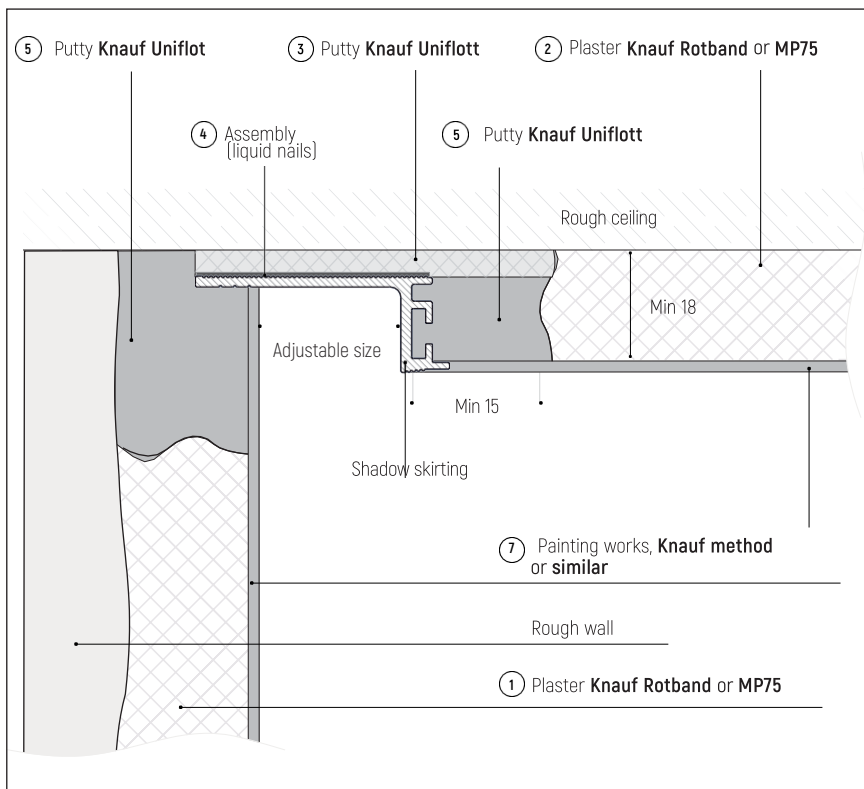 5 Putty Knauf Uniflot
3 Putty Knauf Uniflott
2 Plaster Knauf Rotband or MP75
4 Assembly
(liquid nails)
5 Putty Knauf Uniflott
Rough ceiling
Min 18
Adjustable size
Min 15
Shadow skirting
7 Painting works, Knauf method
or similar
Rough wall
1 Plaster Knauf Rotband or MP75